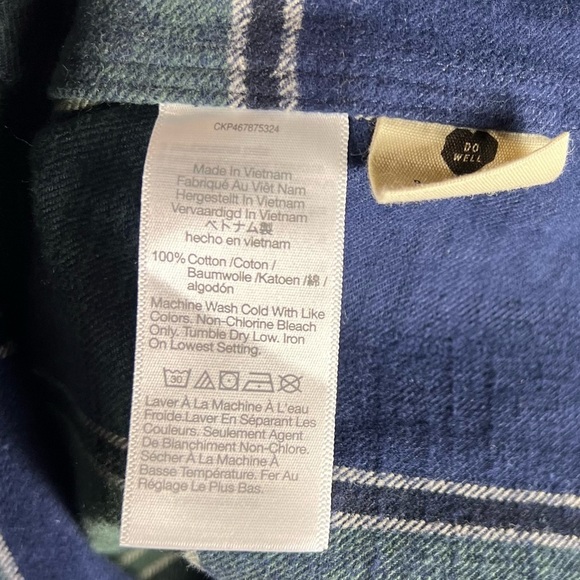 CKP467875324
Made In Vietnam
Fabriqué Au Viêt Nam
Hergestellt In Vietnam
Vervaardigd In Vietnam
ベトナム製
hecho en vietnam
100% Cotton /Coton /
Baumwolle /Katoen /綿 /
algodón
Machine Wash Cold With Like
Colors. Non-Chlorine Bleach
Only. Tumble Dry Low. Iron
On Lowest Setting.
30
Laver À La Machine À L'eau
Froide Laver En Séparant Les
Couleurs. Seulement Agent
De Blanchiment Non-Chlore.
Sécher À La Machine À
Basse Température. Fer Au
Réglage Le Plus Bas.
DO
WELL